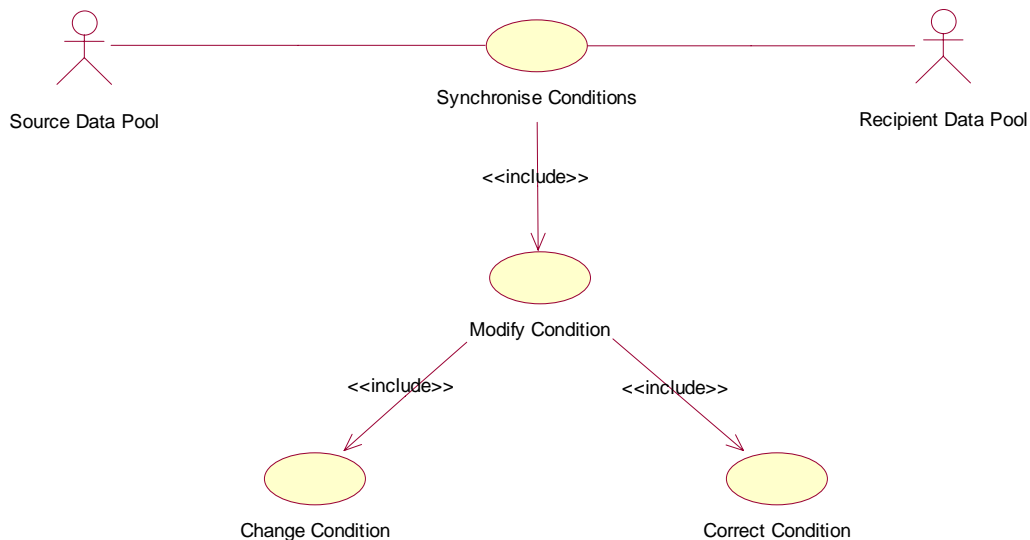 Synchronise Conditions
Source Data Pool
Recipient Data Pool
<<include>>
Modify Condition
<<include>>
<<include>>
Change Condition
Correct Condition